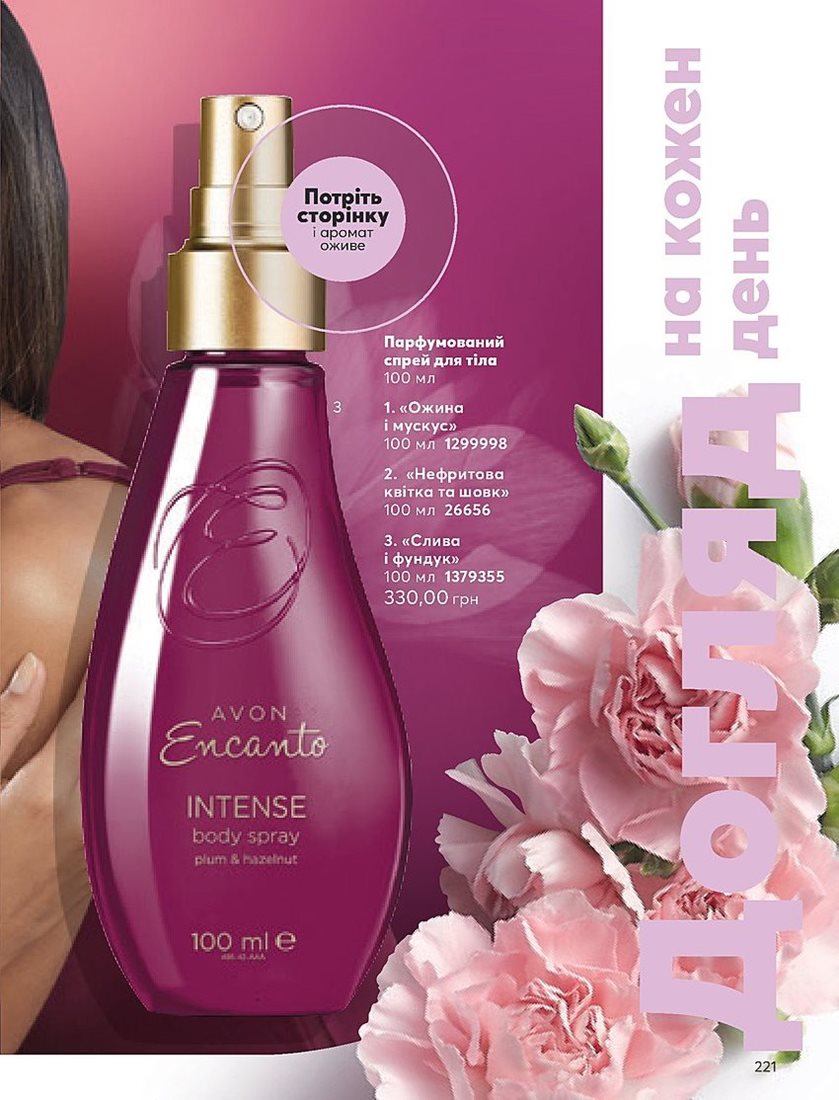 Потріть
сторінку
і аромат
оживе
Парфумований
спрей для тіла
100 мл
3
1. «Ожина
і мускус»
100 мл 1299998
2. «Нефритова
квітка та шовк»
100 мл 26656
3. «Слива
і фундук»
100 мл 1379355
330,00 грн
AVON
Encanto
INTENSE
body spray
plum & hazelnut
100 ml e
Догляд
на кожен
день
221